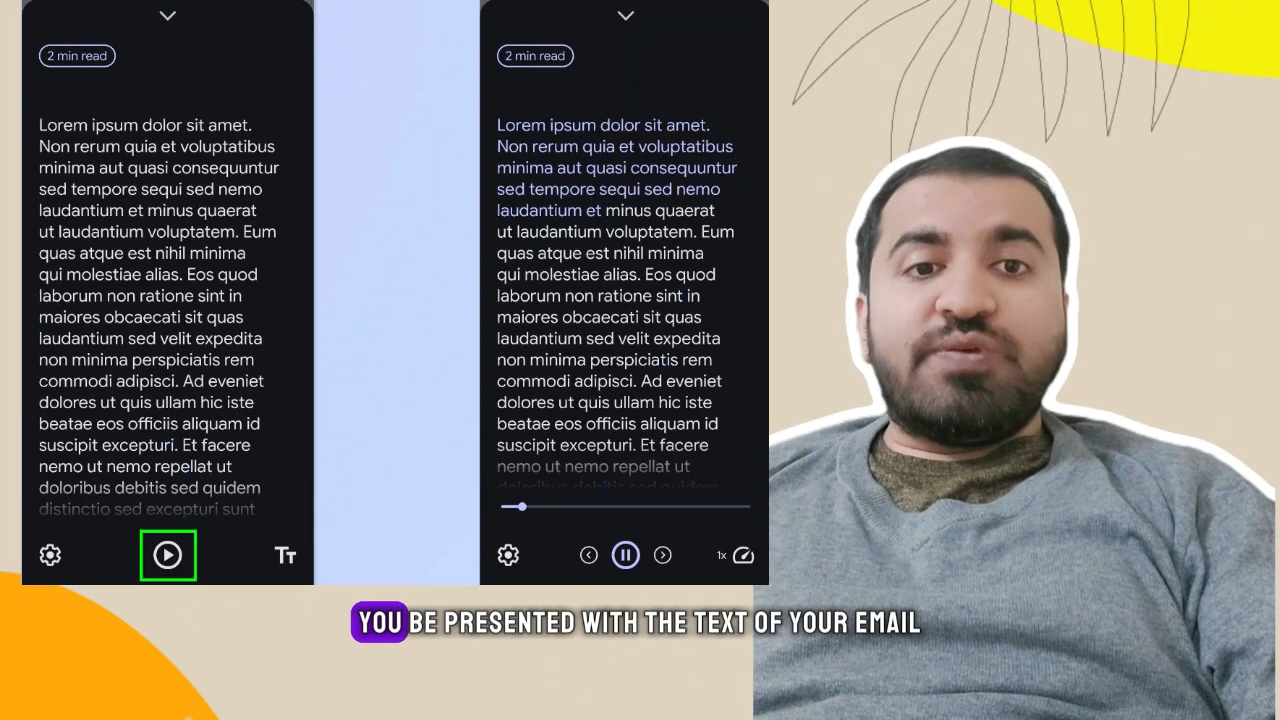 2 min read
Lorem ipsum dolor sit amet.
Non rerum quia et voluptatibus
minima aut quasi consequuntur
sed tempore sequi sed nemo
laudantium et minus quaerat
ut laudantium voluptatem. Eum
quas atque est nihil minima
qui molestiae alias. Eos quod
laborum non ratione sint in
maiores obcaecati sit quas
laudantium sed velit expedita
non minima perspiciatis rem
commodi adipisci. Ad eveniet
dolores ut quis ullam hic iste
beatae eos officiis aliquam id
suscipit excepturi. Et facere
nemo ut nemo repellat ut
doloribus debitis sed quidem
distinctio sed excepturi sunt
Tт
2 min read
Lorem ipsum dolor sit amet.
Non rerum quia et voluptatibus
minima aut quasi consequuntur
sed tempore sequi sed nemo
laudantium et minus quaerat
ut laudantium voluptatem. Eum
quas atque est nihil minima
qui molestiae alias. Eos quod
laborum non ratione sint in
maiores obcaecati sit quas
laudantium sed velit expedita
non minima perspiciatis rem
commodi adipisci. Ad eveniet
dolores ut quis ullam hic iste
beatae eos officiis aliquam id
suscipit excepturi. Et facere
nemo ut nemo repellat ut
doloribus debitis sed quidem
1x
YOU BE PRESENTED WITH THE TEXT OF YOUR EMAIL